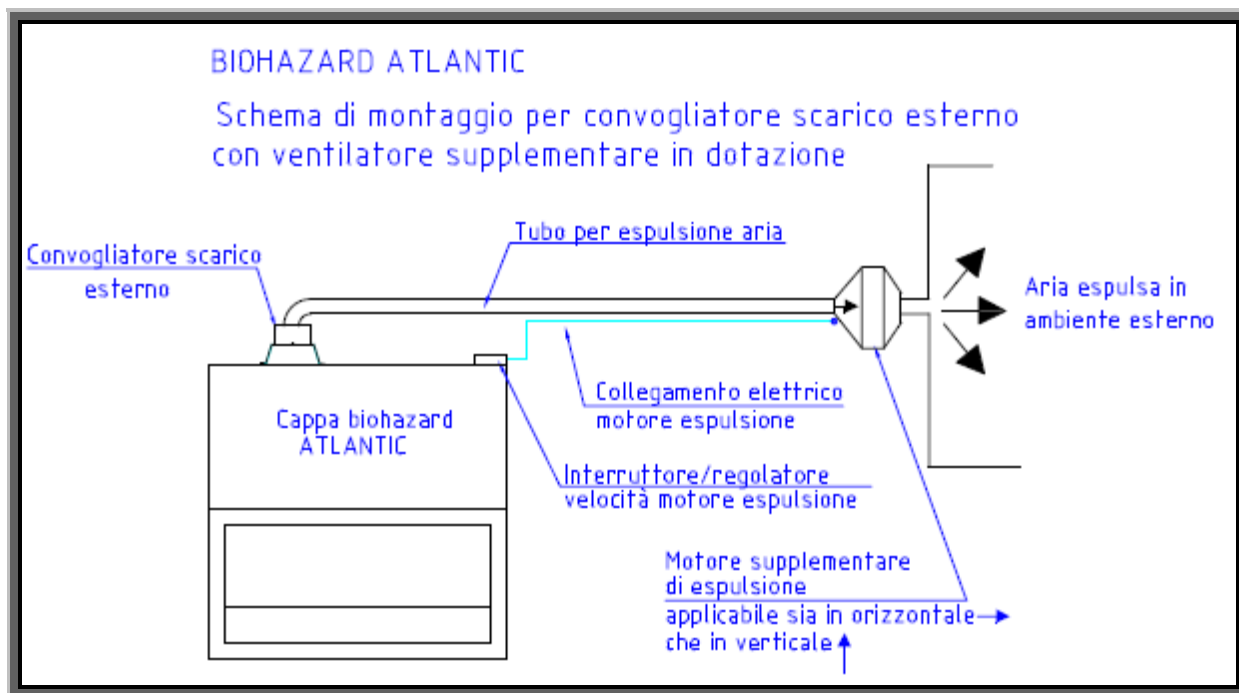 BIOHAZARD ATLANTIC
Schema di montaggio per convogliatore scarico esterno
con ventilatore supplementare in dotazione
Tubo per espulsione aria
Convogliatore scarico
esterno
Aria espulsa in
ambiente esterno
Collegamento elettrico
motore espulsione
Cappa biohazard
ATLANTIC
Interruttore/regolatore
velocità motore espulsione
Motore supplementare
di espulsione
applicabile sia in orizzontale
che in verticale